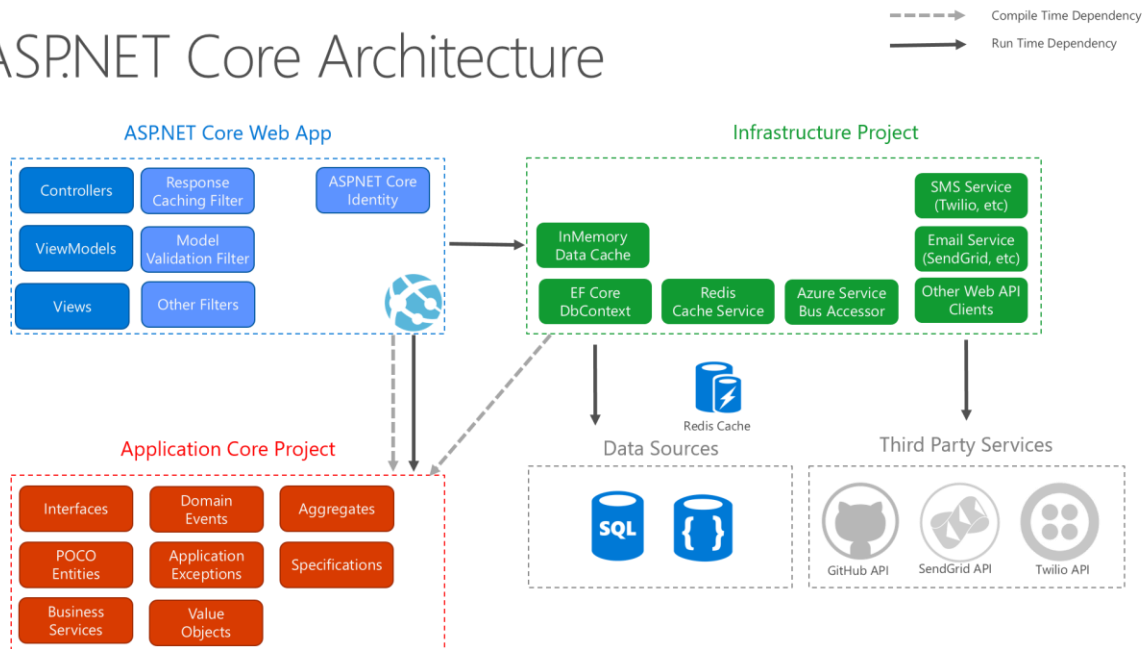 Compile Time Dependency
Run Time Dependency
ASP.NET Core Architecture
ASP.NET Core Web App
Controllers
Response
Caching Filter
ASPNET Core
Identity
ViewModels
Model
Validation Filter
Views
Other Filters
Infrastructure Project
SMS Service
(Twilio, etc)
InMemory
Data Cache
Email Service
(SendGrid, etc)
EF Core
DbContext
Redis
Cache Service
Azure Service
Bus Accessor
Other Web API
Clients
Redis Cache
Application Core Project
Interfaces
Domain
Events
Aggregates
POCO
Entities
Application
Exceptions
Specifications
Business
Services
Value
Objects
Data Sources
SQL
{ }
Third Party Services
GitHub API
SendGrid API
Twilio API